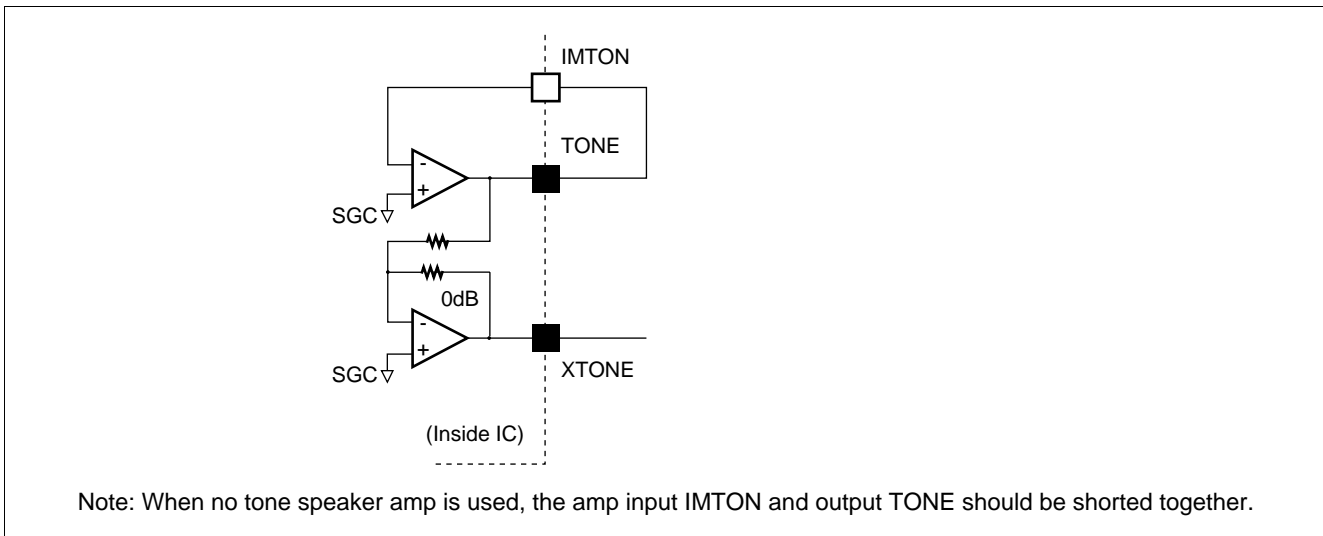 IMTON
TONE
-
+
SGC
0dB
-
+
SGC
XTONE
(Inside IC)
Note: When no tone speaker amp is used, the amp input IMTON and output TONE should be shorted together.